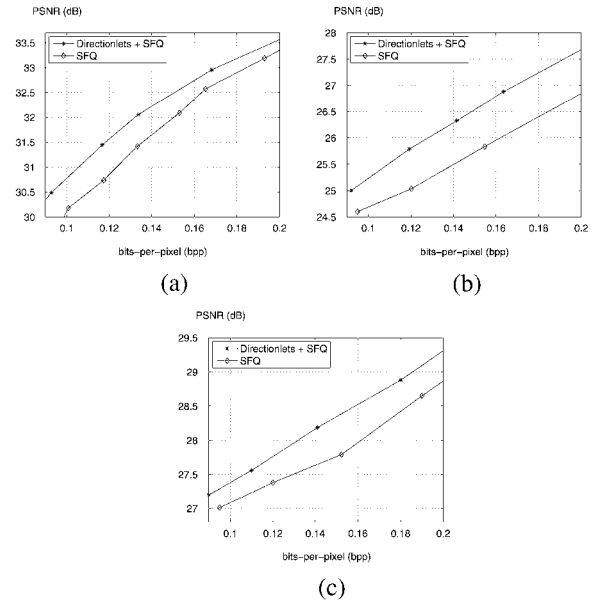 PSNR (dB)
33.5
33
32.5
32
31.5
31
30.5
30
Directionlets + SFQ
SFQ
0.1 0.12 0.14 0.16 0.18 0.2
bits-per-pixel (bpp)
(a)
PSNR (dB)
28
27.5
27
26.5
26
25.5
25
24.5
Directionlets + SFQ
SFQ
0.1 0.12 0.14 0.16 0.18 0.2
bits-per-pixel (bpp)
(b)
PSNR (dB)
29.5
29
28.5
28
27.5
27
Directionlets + SFQ
SFQ
0.1 0.12 0.14 0.16 0.18 0.2
bits-per-pixel (bpp)
(c)